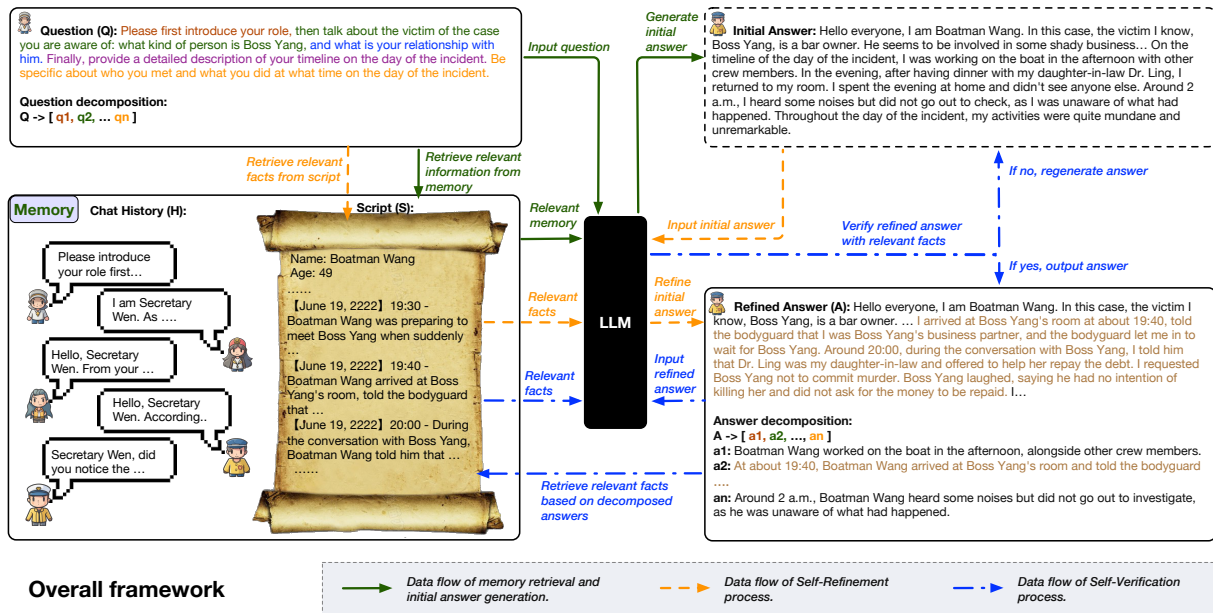 Question (Q): Please first introduce your role, then talk about the victim of the case
you are aware of: what kind of person is Boss Yang, and what is your relationship with
him. Finally, provide a detailed description of your timeline on the day of the incident. Be
specific about who you met and what you did at what time on the day of the incident.
Question decomposition:
Q -> [ q1, q2, ... qn ]
Input question
Generate
initial
answer
Initial Answer: Hello everyone, I am Boatman Wang. In this case, the victim I know,
Boss Yang, is a bar owner. He seems to be involved in some shady business… On the
timeline of the day of the incident, I was working on the boat in the afternoon with other
crew members. In the evening, after having dinner with my daughter-in-law Dr. Ling, I
returned to my room. I spent the evening at home and didn't see anyone else. Around 2
a.m., I heard some noises but did not go out to check, as I was unaware of what had
happened. Throughout the day of the incident, my activities were quite mundane and
unremarkable.
Retrieve relevant
facts from script
Retrieve relevant
information from
memory
If no, regenerate answer
Memory
Chat History (H):
Script (S):
Please introduce
your role first…
I am Secretary
Wen. As ….
Hello, Secretary
Wen. From your …
Hello, Secretary
Wen. According..
Secretary Wen, did
you notice the …
Name: Boatman Wang
Age: 49
……
【June 19, 2222】19:30 -
Boatman Wang was preparing to
meet Boss Yang when suddenly
…
【June 19, 2222】19:40 -
Boatman Wang arrived at Boss
Yang's room, told the bodyguard
that …
【June 19, 2222】20:00 - During
the conversation with Boss Yang,
Boatman Wang told him that …
……
Relevant
memory
Input initial answer
Verify refined answer
with relevant facts
If yes, output answer
Relevant
facts
Refine
initial
answer
LLM
Relevant
facts
Input
refined
answer
Retrieve relevant facts
based on decomposed
answers
Refined Answer (A): Hello everyone, I am Boatman Wang. In this case, the victim I
know, Boss Yang, is a bar owner. … I arrived at Boss Yang's room at about 19:40, told
the bodyguard that I was Boss Yang's business partner, and the bodyguard let me in to
wait for Boss Yang. Around 20:00, during the conversation with Boss Yang, I told him
that Dr. Ling was my daughter-in-law and offered to help her repay the debt. I requested
Boss Yang not to commit murder. Boss Yang laughed, saying he had no intention of
killing her and did not ask for the money to be repaid. I…
Answer decomposition:
A -> [ a1, a2, …, an ]
a1: Boatman Wang worked on the boat in the afternoon, alongside other crew members.
a2: At about 19:40, Boatman Wang arrived at Boss Yang's room and told the bodyguard
….
an: Around 2 a.m., Boatman Wang heard some noises but did not go out to investigate,
as he was unaware of what had happened.
Overall framework
Data flow of memory retrieval and
initial answer generation.
Data flow of Self-Refinement
process.
Data flow of Self-Verification
process.